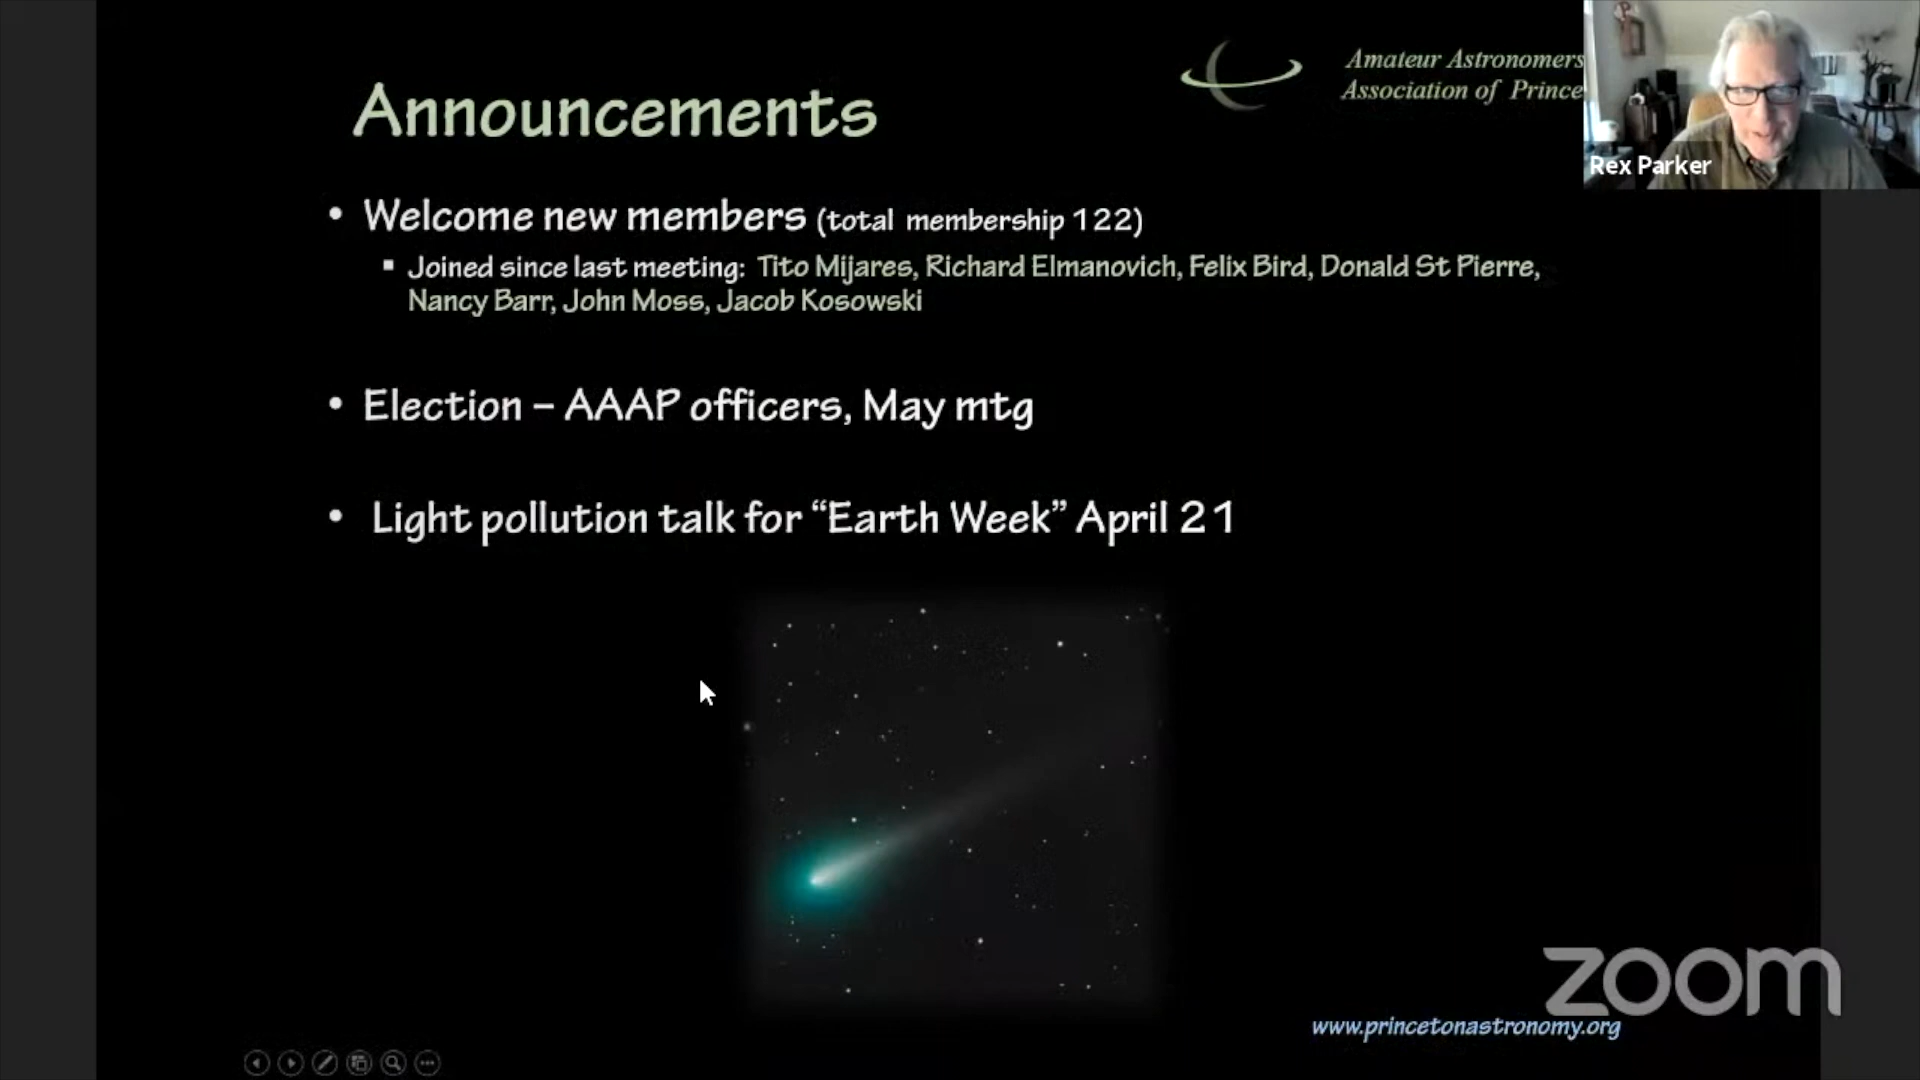 Announcements
Amateur Astronomers
Association of Prince
Rex Parker
• Welcome new members (total membership 122)
▪ Joined since last meeting: Tito Mijares, Richard Elmanovich, Felix Bird, Donald St Pierre,
Nancy Barr, John Moss, Jacob Kosowski
• Election – AAAP officers, May mtg
• Light pollution talk for “Earth Week” April 21
zoom
www.princetonastronomy.org